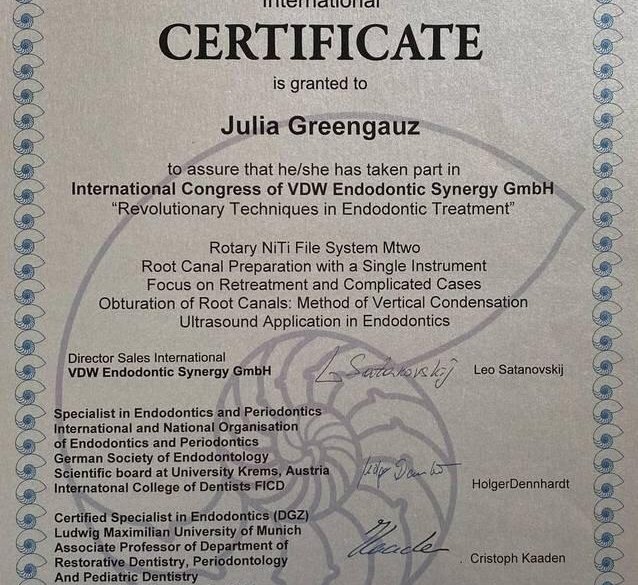 International
CERTIFICATE
is granted to
Julia Greengauz
to assure that he/she has taken part in
International Congress of VDW Endodontic Synergy GmbH
“Revolutionary Techniques in Endodontic Treatment”
Rotary NiTi File System Mtwo
Root Canal Preparation with a Single Instrument
Focus on Retreatment and Complicated Cases
Obturation of Root Canals: Method of Vertical Condensation
Ultrasound Application in Endodontics
Director Sales International
VDW Endodontic Synergy GmbH
L Satanovskij
Leo Satanovskij
Specialist in Endodontics and Periodontics
International and National Organisation
of Endodontics and Periodontics
German Society of Endodontology
Scientific board at University Krems, Austria
Internatonal College of Dentists FICD
HolgerDennhardt
Certified Specialist in Endodontics (DGZ)
Ludwig Maximilian University of Munich
Associate Professor of Department of
Restorative Dentistry, Periodontology
And Pediatric Dentistry
Kaaden
Cristoph Kaaden